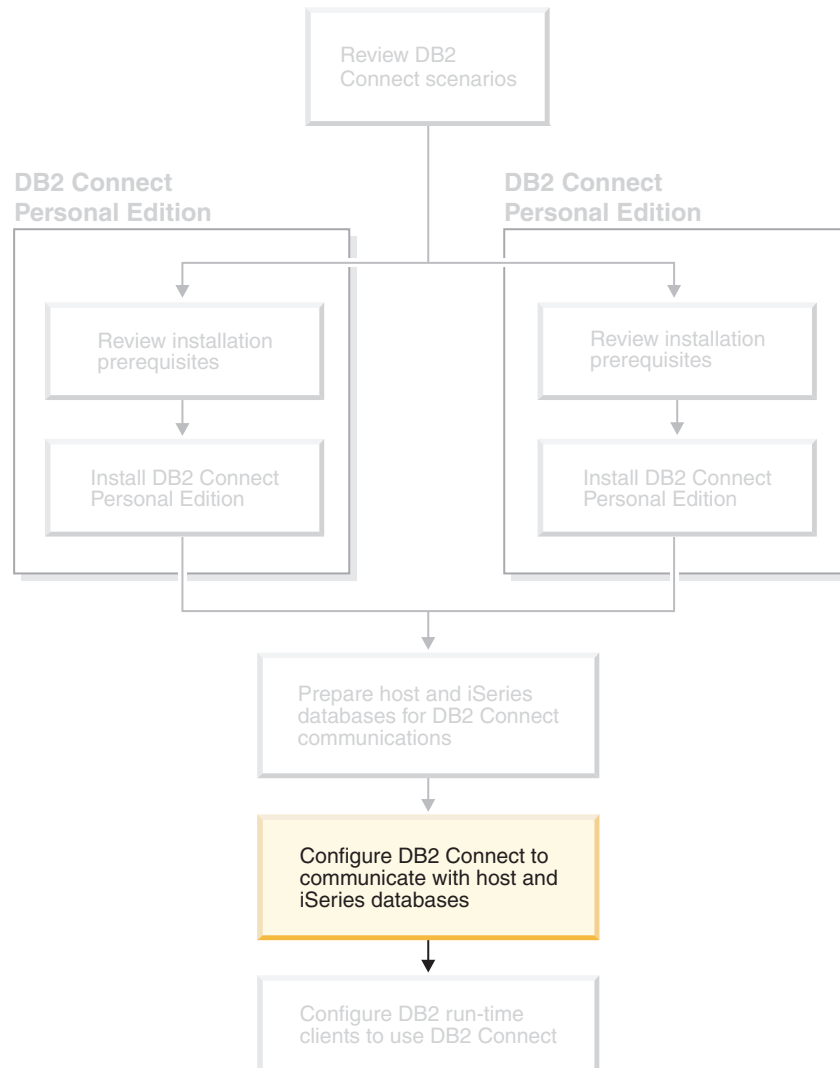 Review DB2
Connect scenarios
DB2 Connect
Personal Edition
DB2 Connect
Personal Edition
Review installation
prerequisites
Review installation
prerequisites
Install DB2 Connect
Personal Edition
Install DB2 Connect
Personal Edition
Prepare host and iSeries
databases for DB2 Connect
communications
Configure DB2 Connect to
communicate with host and
iSeries databases
Configure DB2 run-time
clients to use DB2 Connect